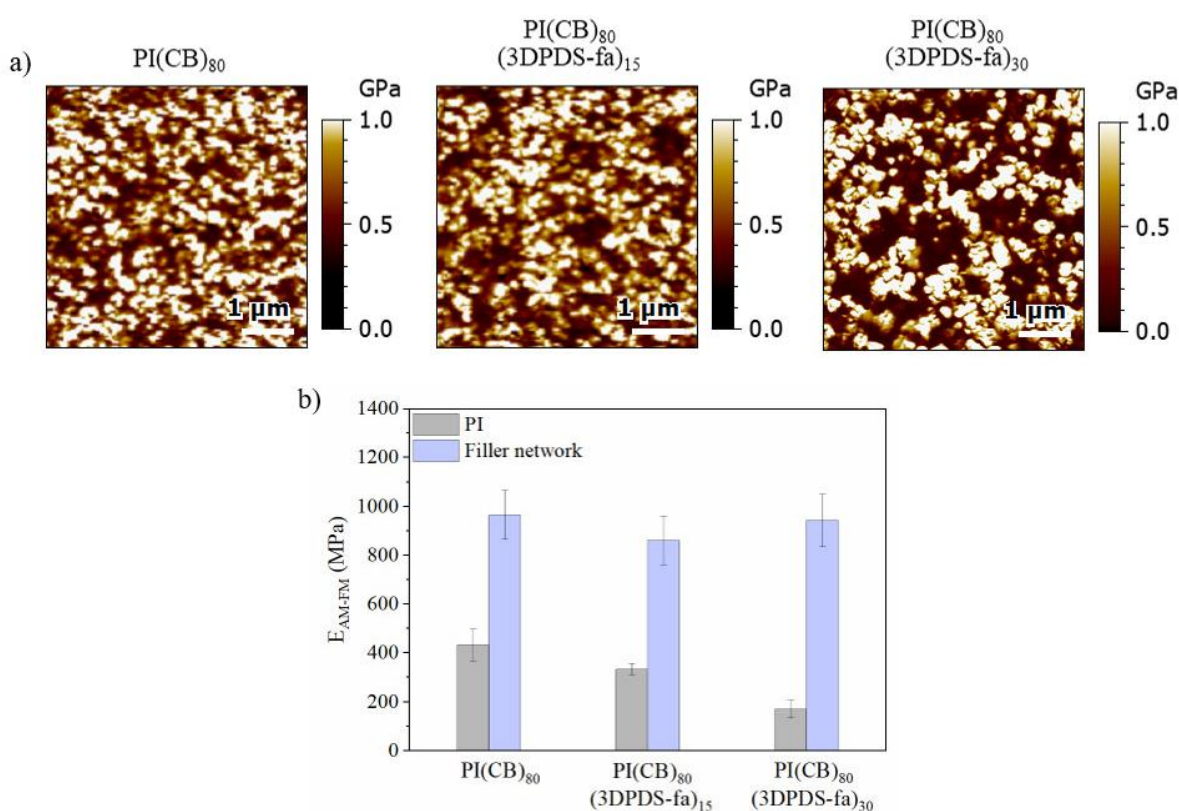 a)
PI(CB)₈₀
PI(CB)₈₀
(3DPDS-fa)₁₅
PI(CB)₈₀
(3DPDS-fa)₃₀
GPa
1.0
0.5
0.0
1 µm
GPa
1.0
0.5
0.0
1 µm
GPa
1.0
0.5
0.0
1 µm
b)
1400
1200
1000
800
600
400
200
0
E_AM-FM (MPa)
PI
Filler network
PI(CB)₈₀
PI(CB)₈₀
(3DPDS-fa)₁₅
PI(CB)₈₀
(3DPDS-fa)₃₀